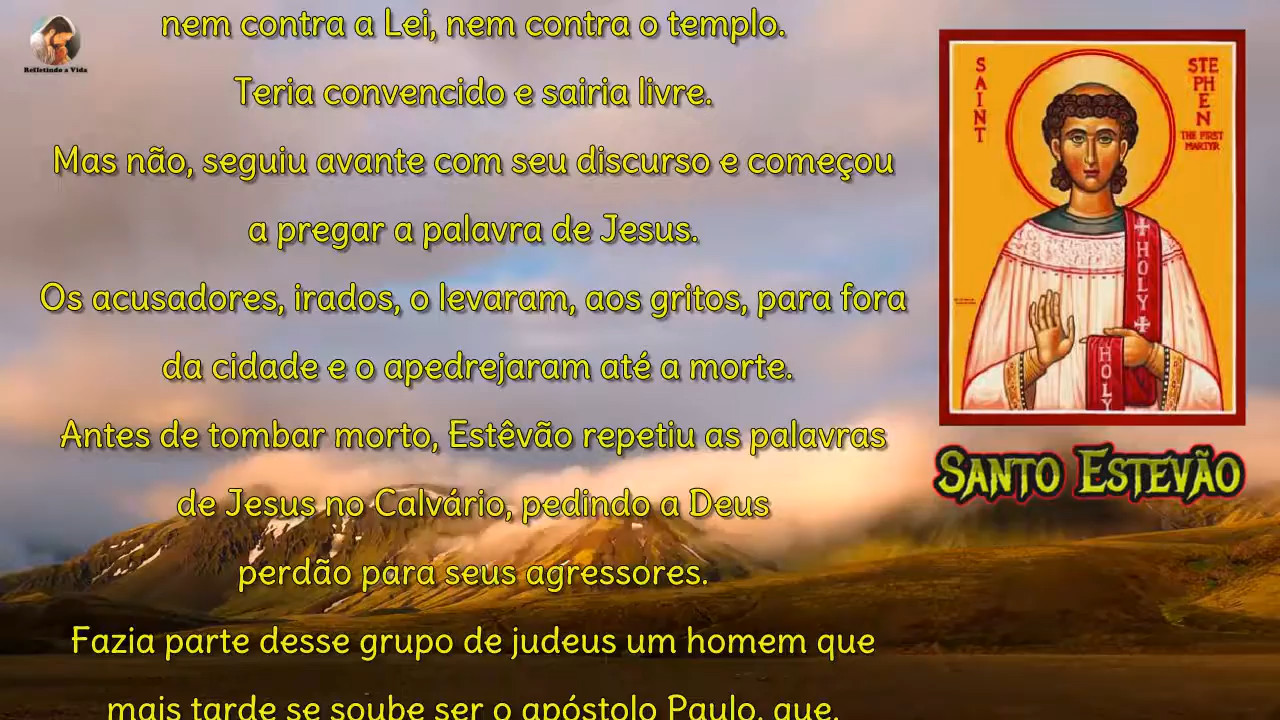 Refletindo a Vida
nem contra a Lei, nem contra o templo.
Teria convencido e sairia livre.
Mas não, seguiu avante com seu discurso e começou
a pregar a palavra de Jesus.
Os acusadores, irados, o levaram, aos gritos, para fora
da cidade e o apedrejaram até a morte.
Antes de tombar morto, Estêvão repetiu as palavras
de Jesus no Calvário, pedindo a Deus
perdão para seus agressores.
Fazia parte desse grupo de judeus um homem que
mais tarde se soube ser o apóstolo Paulo, que,
SAINT
STE
PH
EN
THE FIRST
MARTYR
HOLY
HOLY
SANTO ESTEVÃO